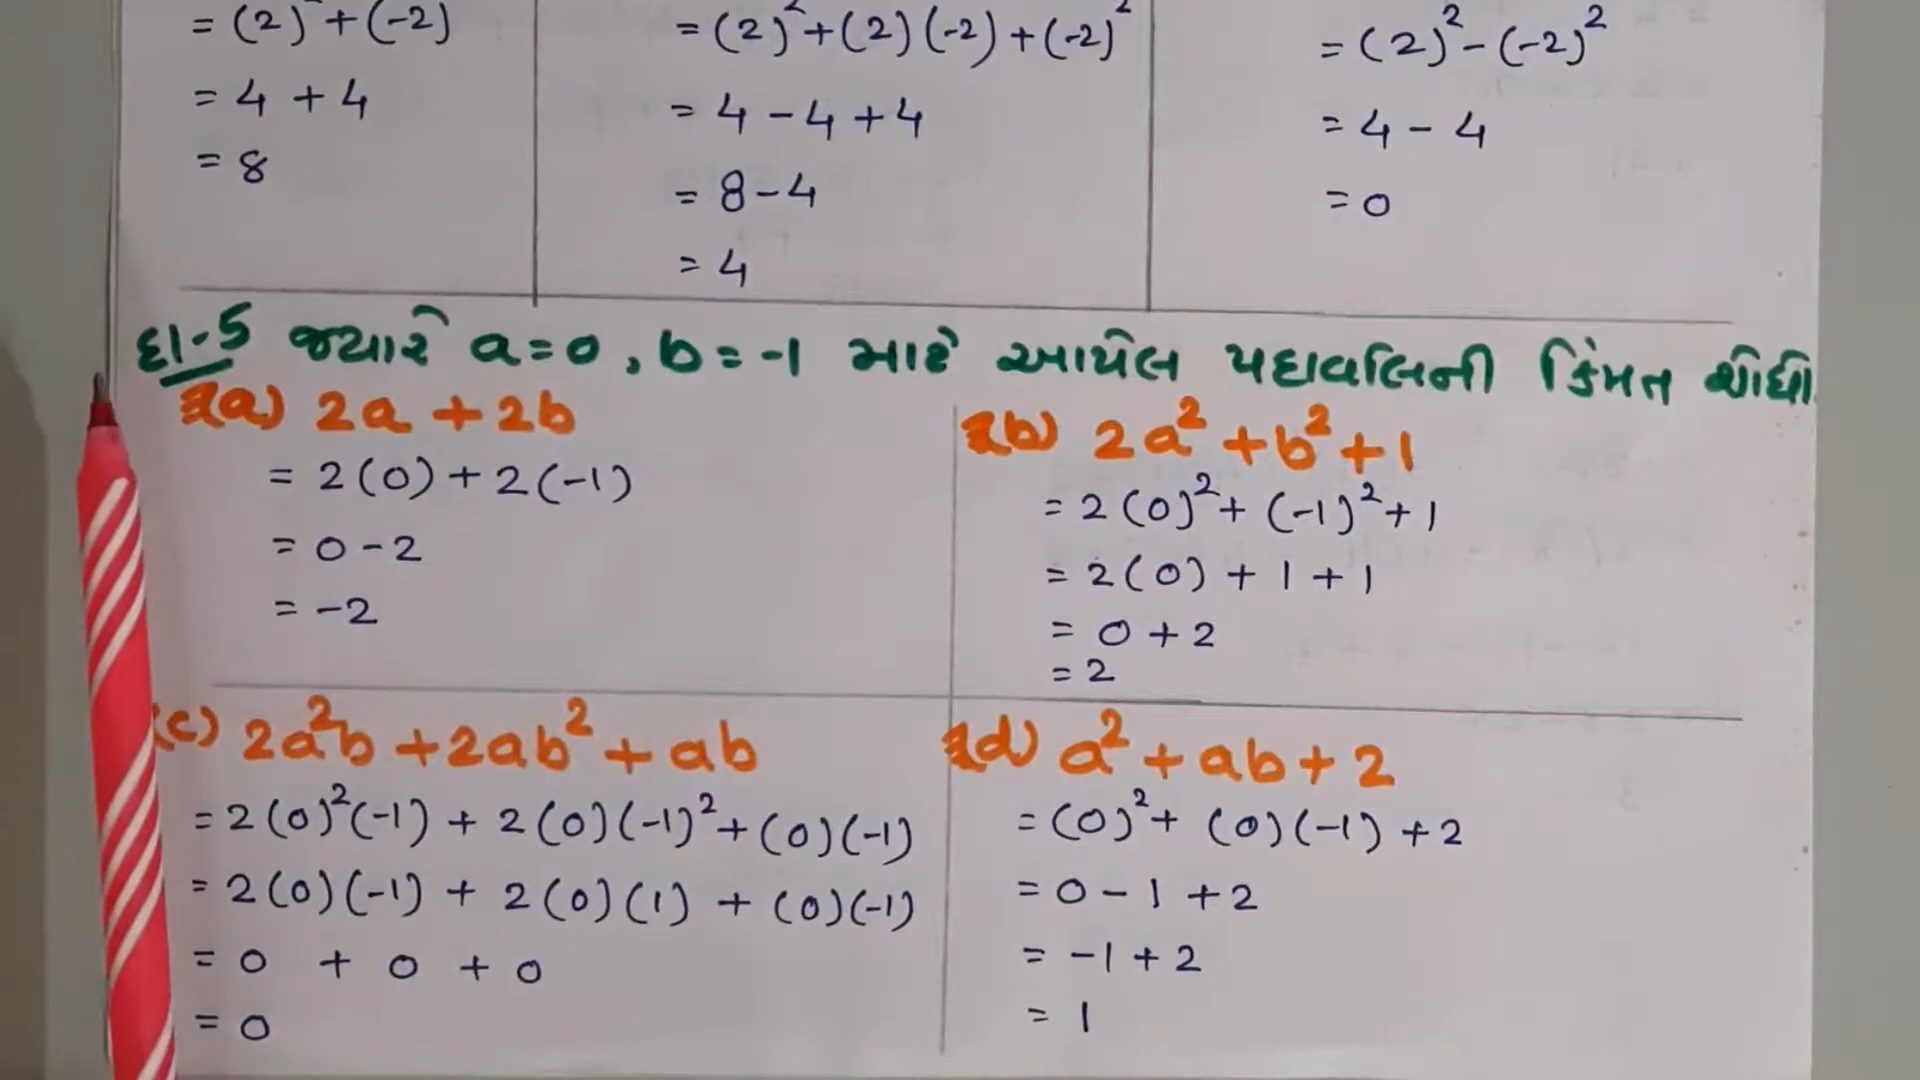 = (2)² + (-2)
= 4 + 4
= 8
= (2)² + (2) (-2) + (-2)²
= 4 - 4 + 4
= 8 - 4
= 4
= (2)² - (-2)²
= 4 - 4
= 0
દા-5 જ્યારે a = 0 , b = -1 માટે આપેલ પદાવલિની કિંમત શોધો.
(a) 2a + 2b
= 2(0) + 2(-1)
= 0 - 2
= -2
(b) 2a² + b² + 1
= 2(0)² + (-1)² + 1
= 2(0) + 1 + 1
= 0 + 2
= 2
(c) 2a²b + 2ab² + ab
= 2(0)²(-1) + 2(0)(-1)² + (0)(-1)
= 2(0)(-1) + 2(0)(1) + (0)(-1)
= 0 + 0 + 0
= 0
(d) a² + ab + 2
= (0)² + (0)(-1) + 2
= 0 - 1 + 2
= -1 + 2
= 1